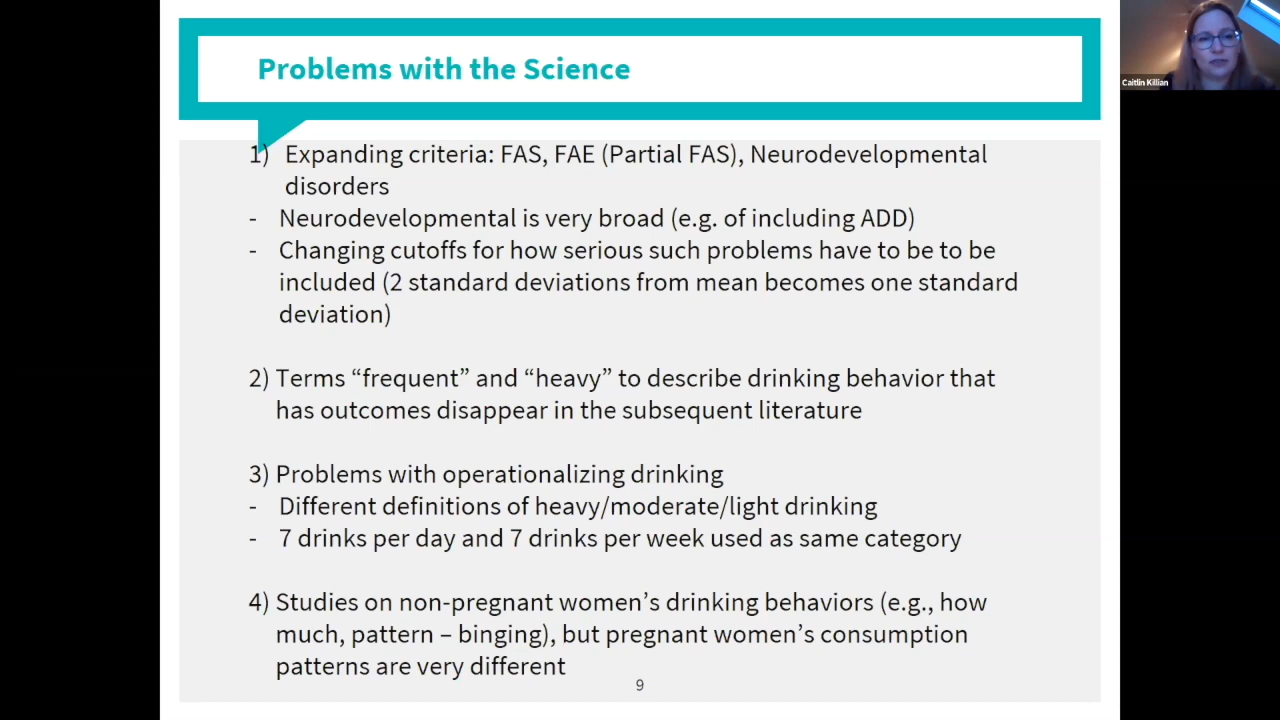 Problems with the Science
Caitlin Killian
1) Expanding criteria: FAS, FAE (Partial FAS), Neurodevelopmental
disorders
- Neurodevelopmental is very broad (e.g. of including ADD)
- Changing cutoffs for how serious such problems have to be to be
included (2 standard deviations from mean becomes one standard
deviation)
2) Terms “frequent” and “heavy” to describe drinking behavior that
has outcomes disappear in the subsequent literature
3) Problems with operationalizing drinking
- Different definitions of heavy/moderate/light drinking
- 7 drinks per day and 7 drinks per week used as same category
4) Studies on non-pregnant women’s drinking behaviors (e.g., how
much, pattern – binging), but pregnant women’s consumption
patterns are very different
9